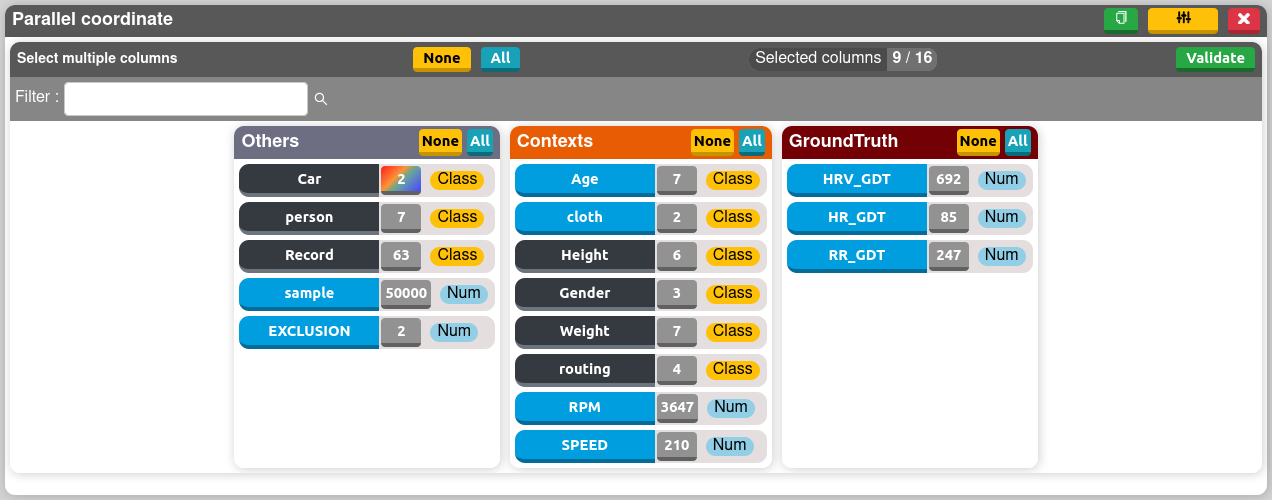 Parallel coordinate
Select multiple columns None All Selected columns 9 / 16 Validate
Filter :
Others None All
Car 2 Class
person 7 Class
Record 63 Class
sample 50000 Num
EXCLUSION 2 Num
Contexts None All
Age 7 Class
cloth 2 Class
Height 6 Class
Gender 3 Class
Weight 7 Class
routing 4 Class
RPM 3647 Num
SPEED 210 Num
GroundTruth None All
HRV_GDT 692 Num
HR_GDT 85 Num
RR_GDT 247 Num